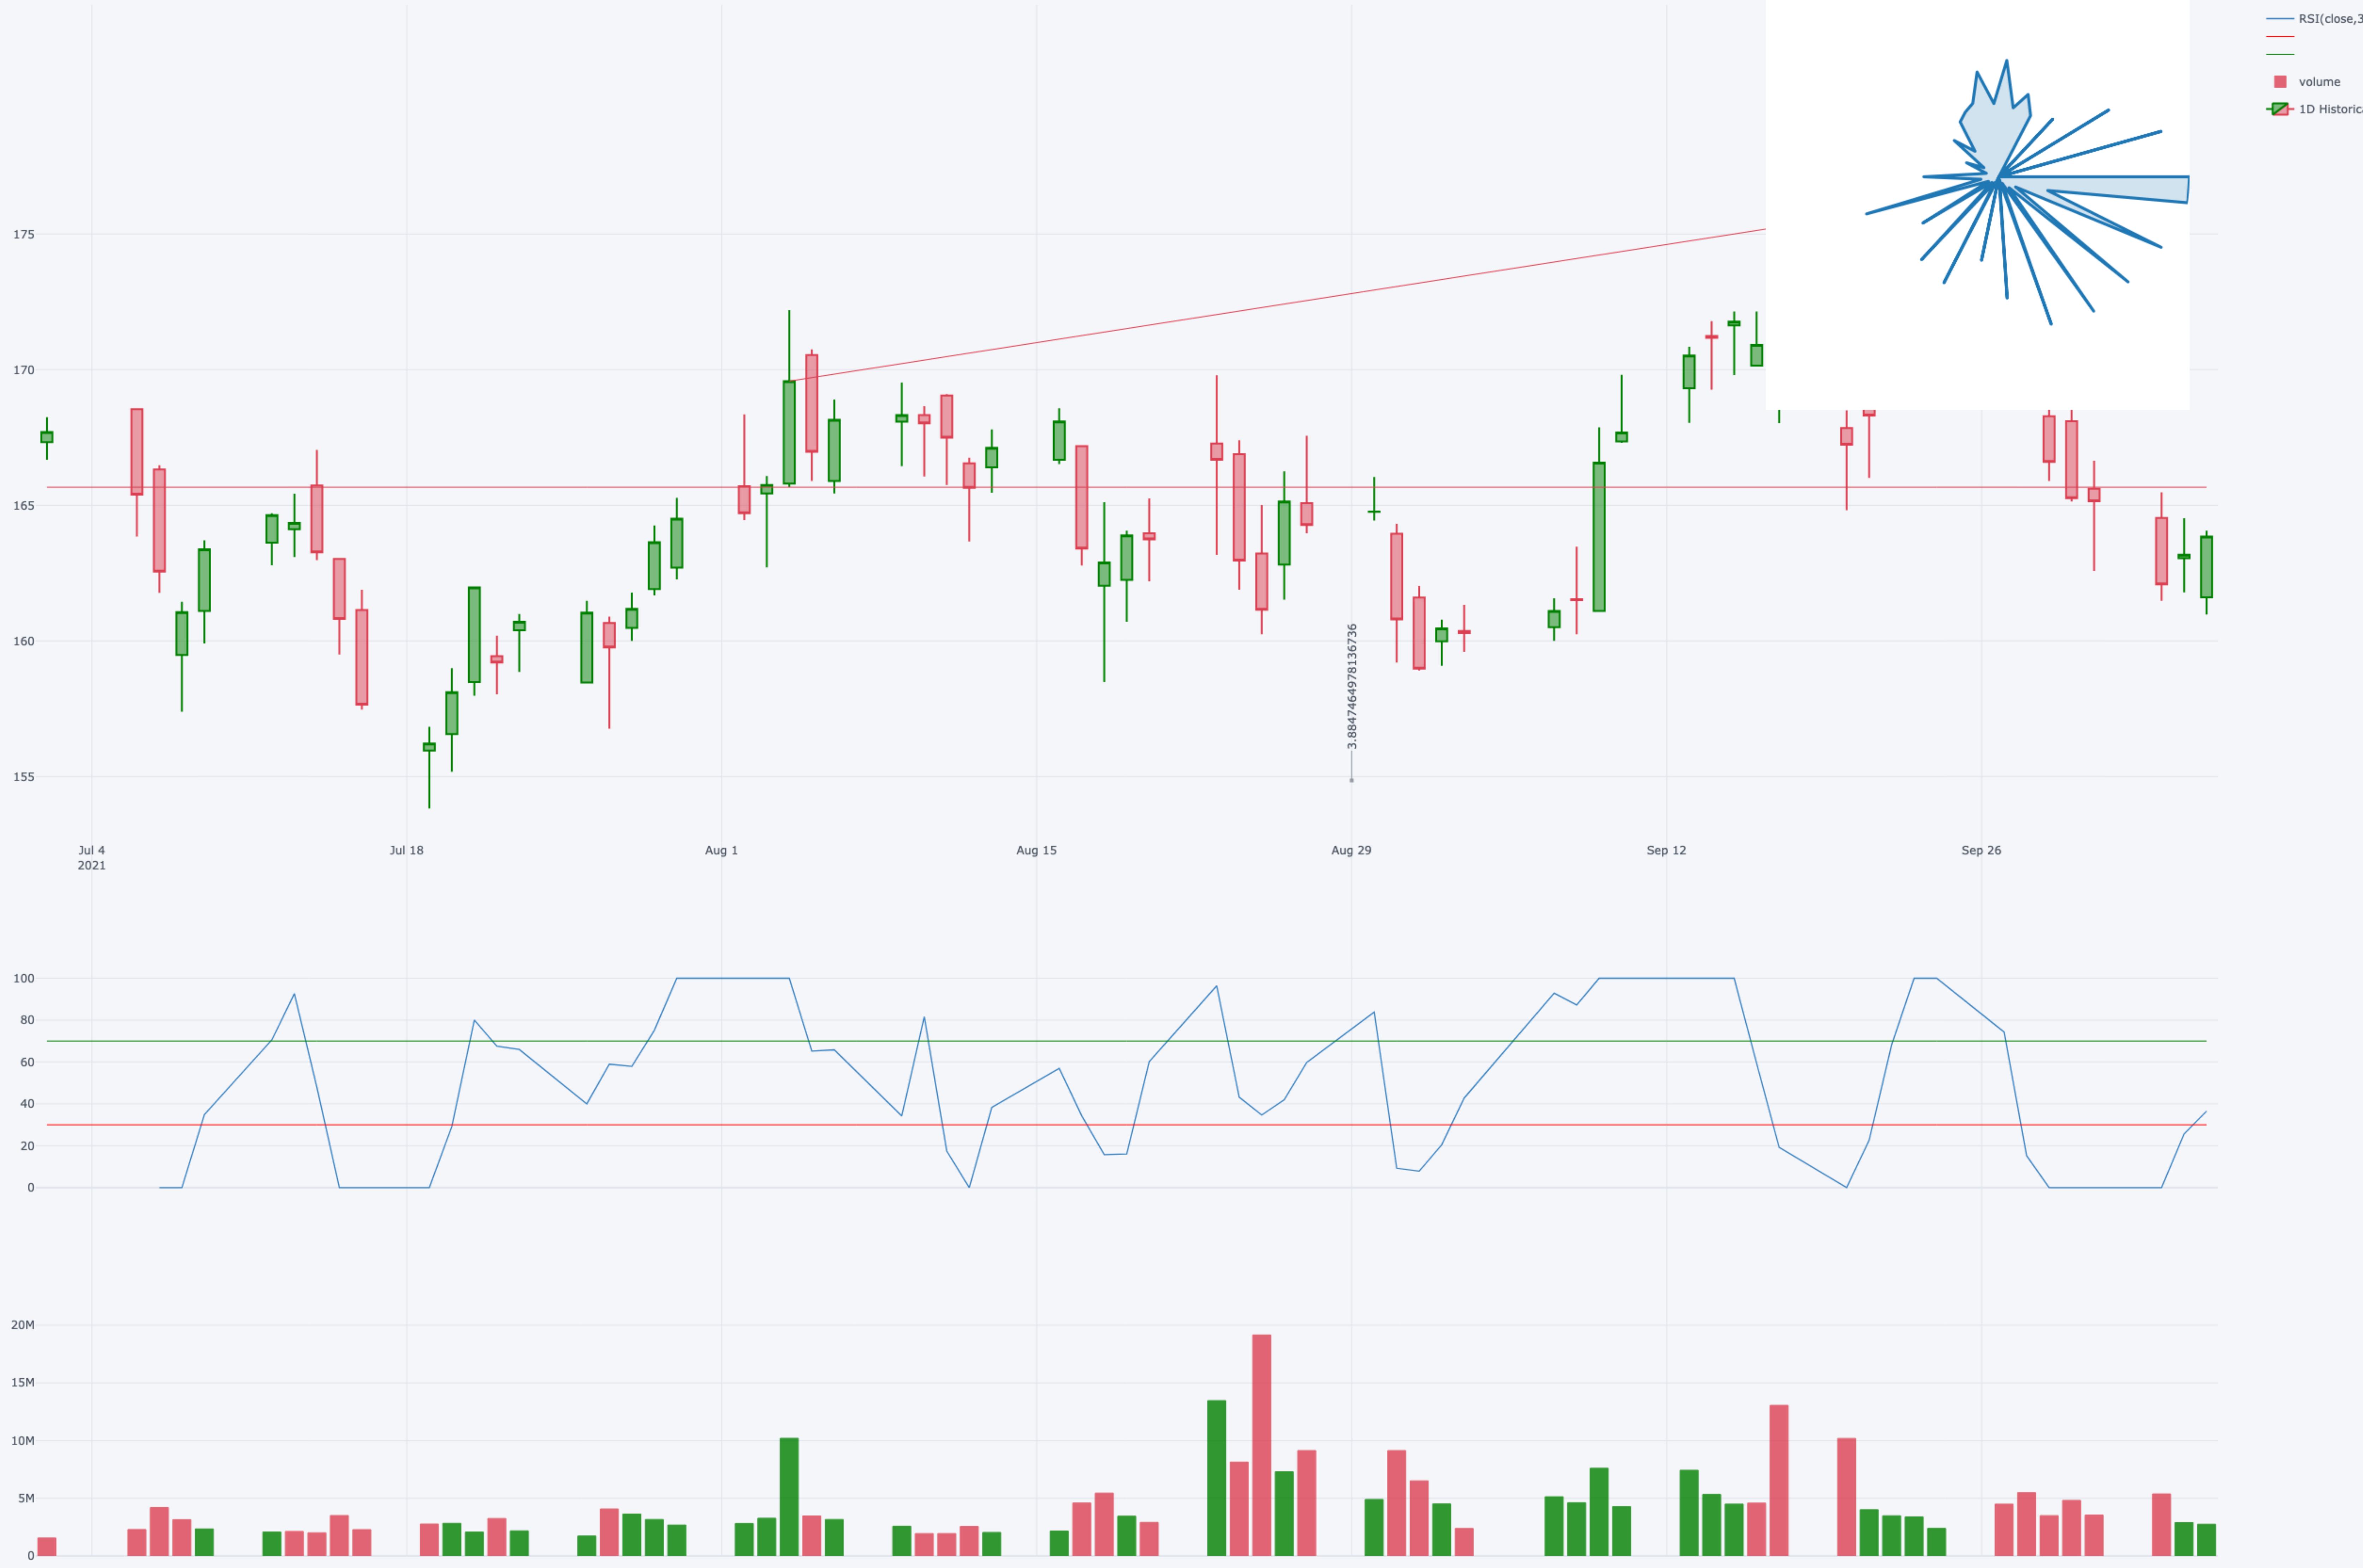 RSI(close,3
volume
1D Historic
175
170
165
160
155
3.8847464978136736
Jul 4
2021
Jul 18
Aug 1
Aug 15
Aug 29
Sep 12
Sep 26
100
80
60
40
20
0
20M
15M
10M
5M
0